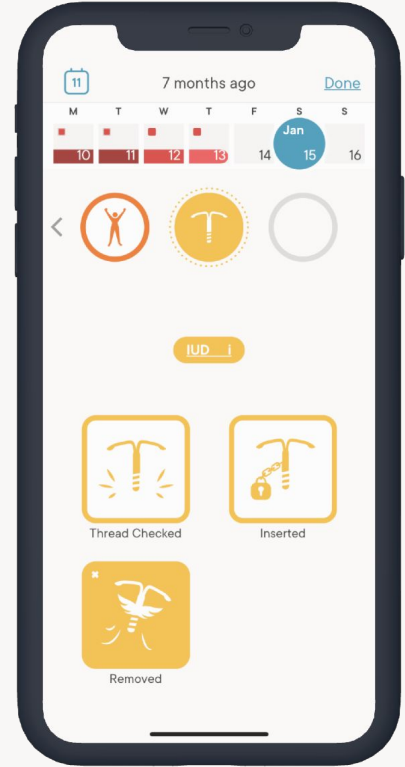 11
7 months ago
Done
M T W T F S S
Jan
10 11 12 13 14 15 16
IUD i
Thread Checked
Inserted
Removed